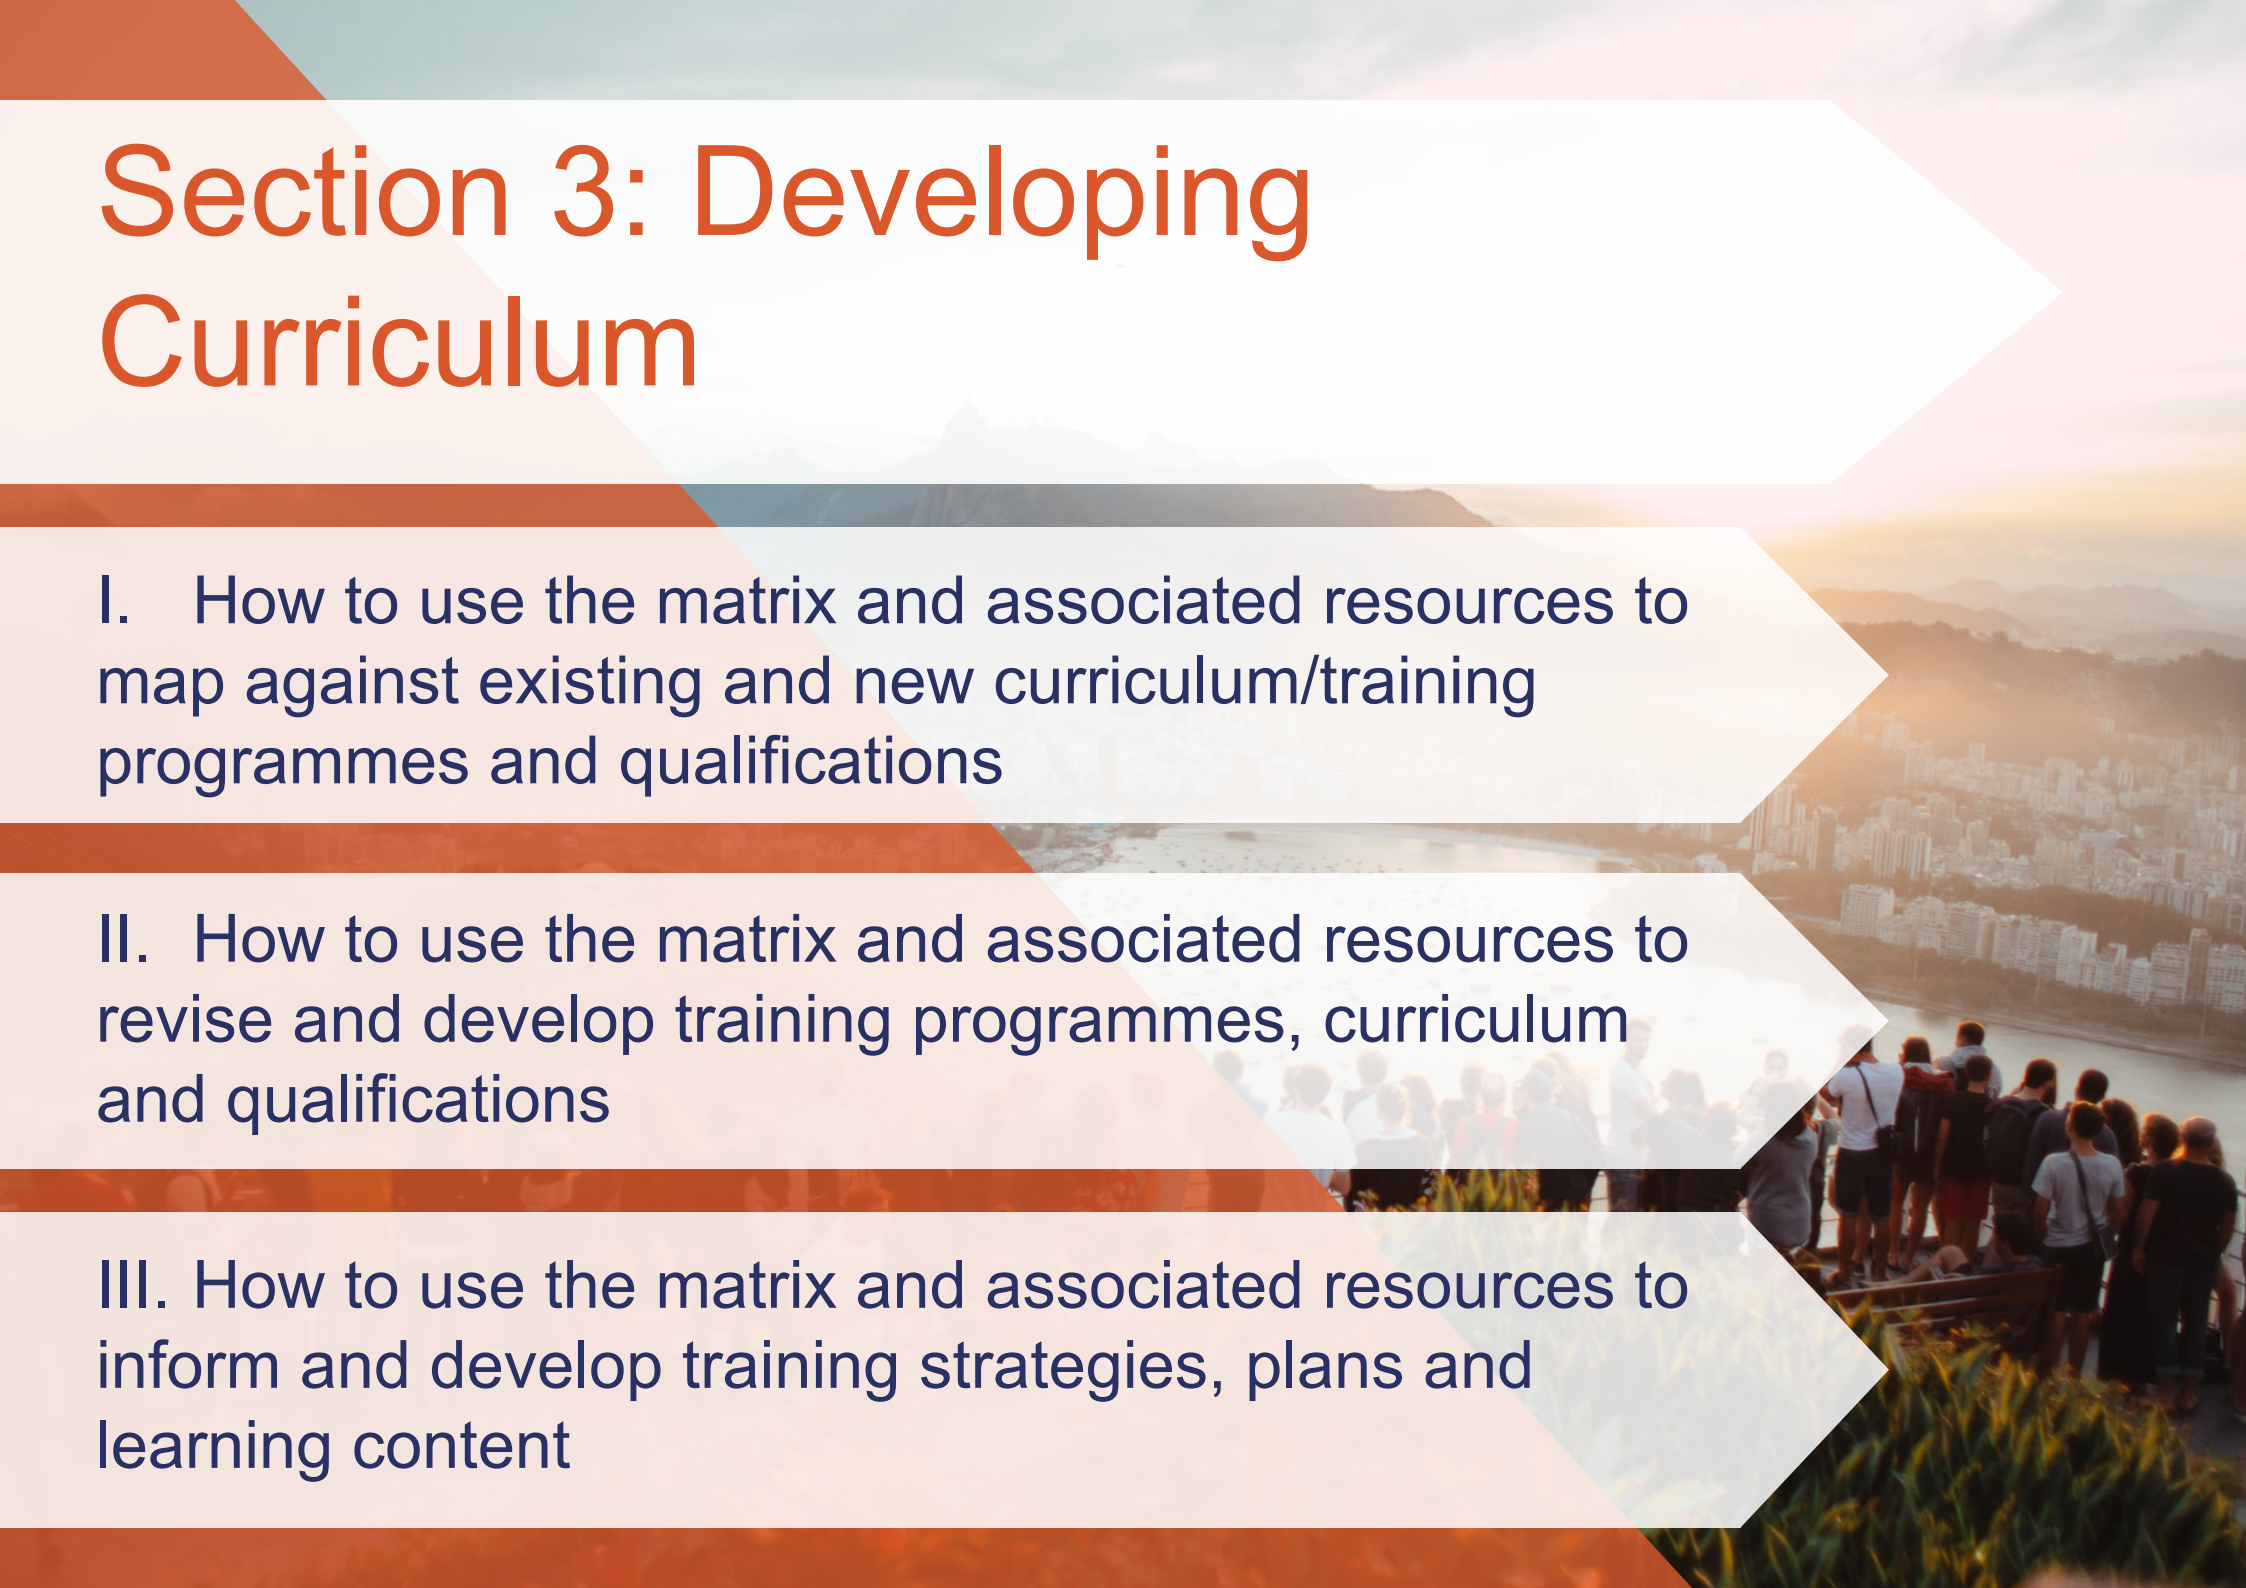 Section 3: Developing
Curriculum
I. How to use the matrix and associated resources to
map against existing and new curriculum/training
programmes and qualifications
II. How to use the matrix and associated resources to
revise and develop training programmes, curriculum
and qualifications
III. How to use the matrix and associated resources to
inform and develop training strategies, plans and
learning content